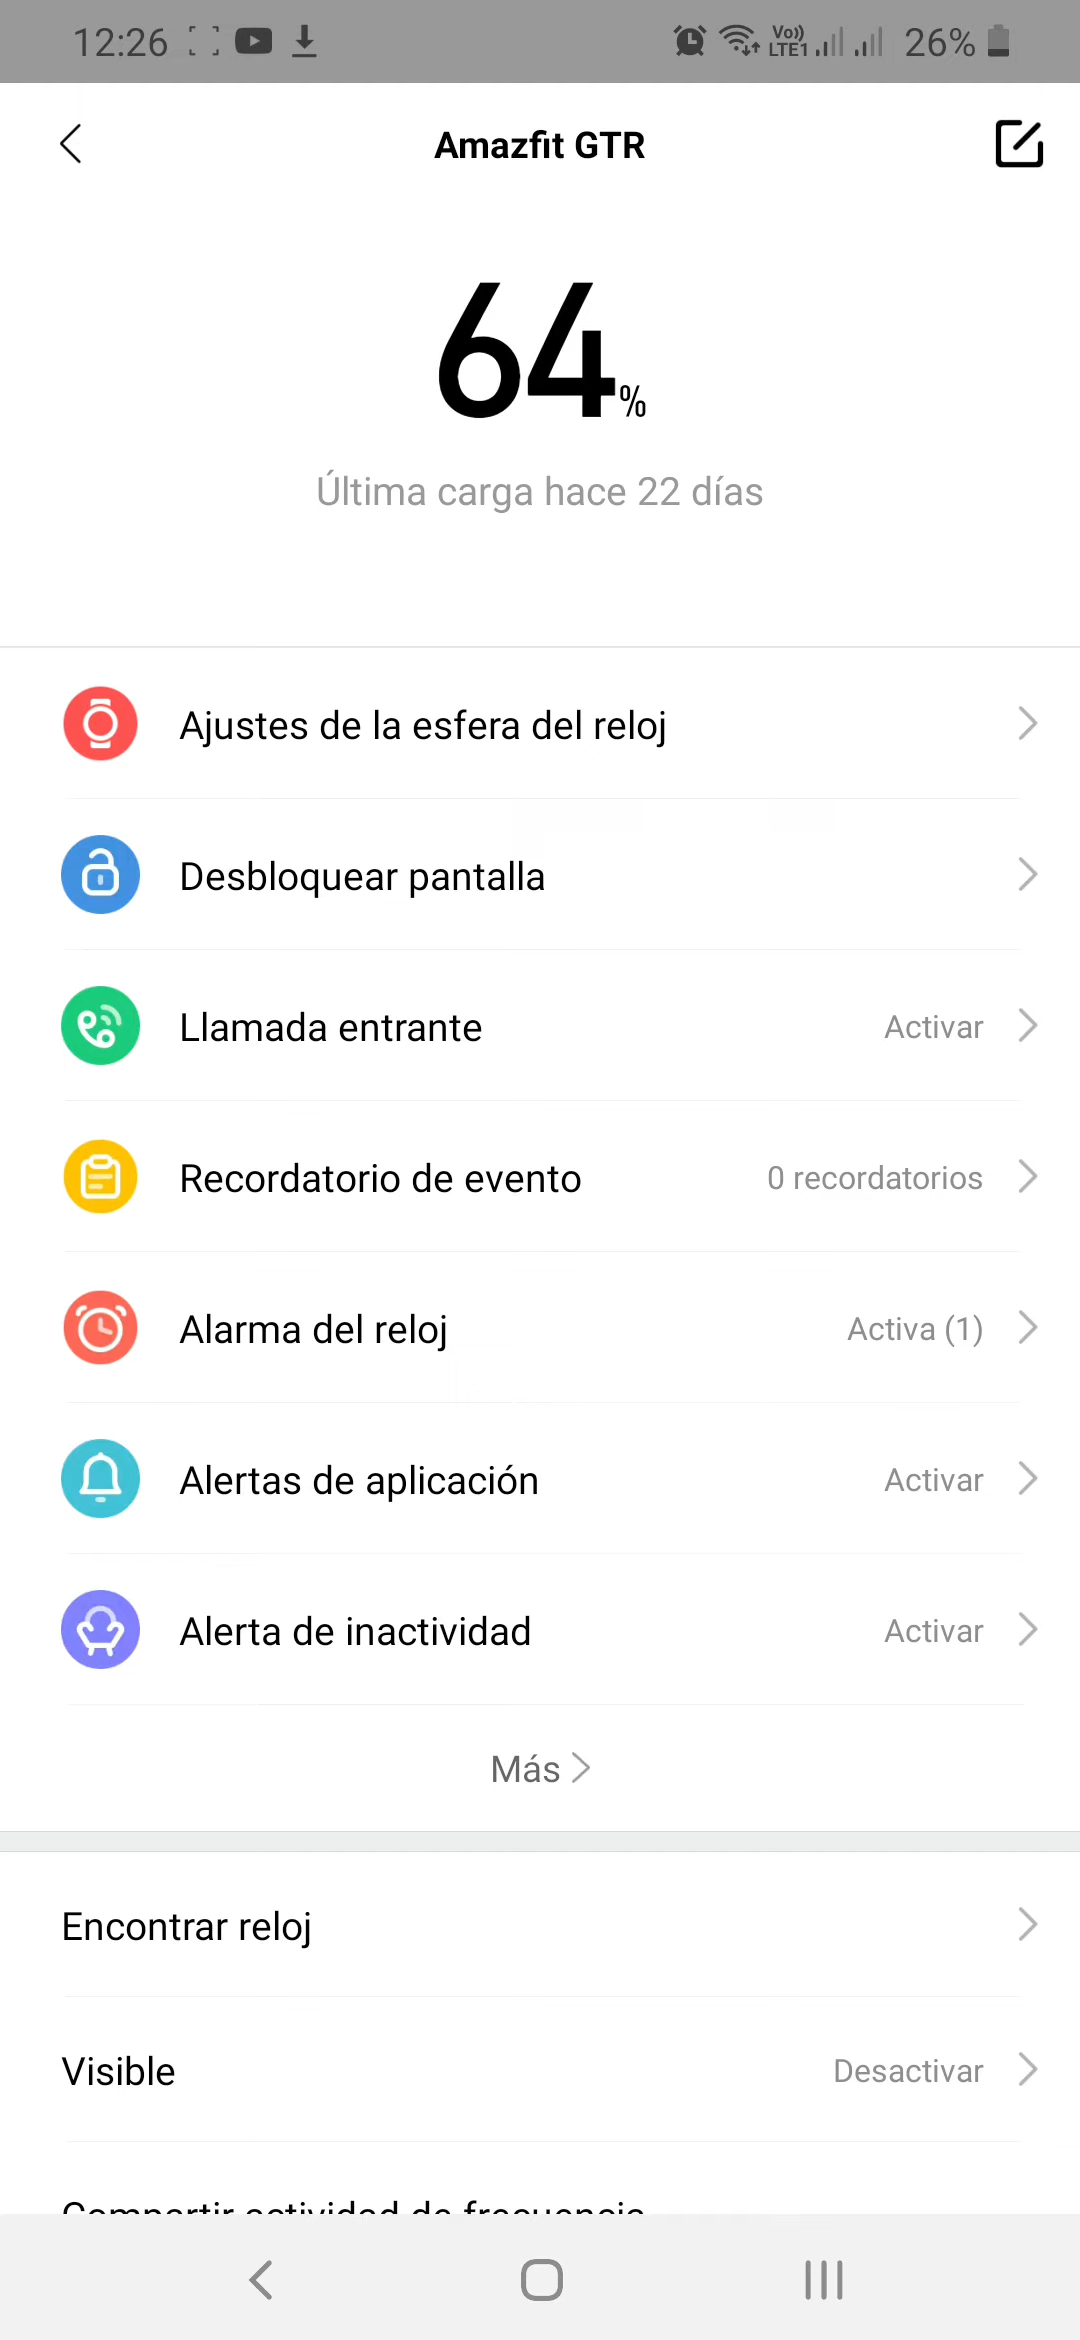 12:26 Vo)) LTE1 26%
Amazfit GTR
64%
Última carga hace 22 días
Ajustes de la esfera del reloj
Desbloquear pantalla
Llamada entrante Activar
Recordatorio de evento 0 recordatorios
Alarma del reloj Activa (1)
Alertas de aplicación Activar
Alerta de inactividad Activar
Más
Encontrar reloj
Visible Desactivar
Compartir actividad de frecuencia